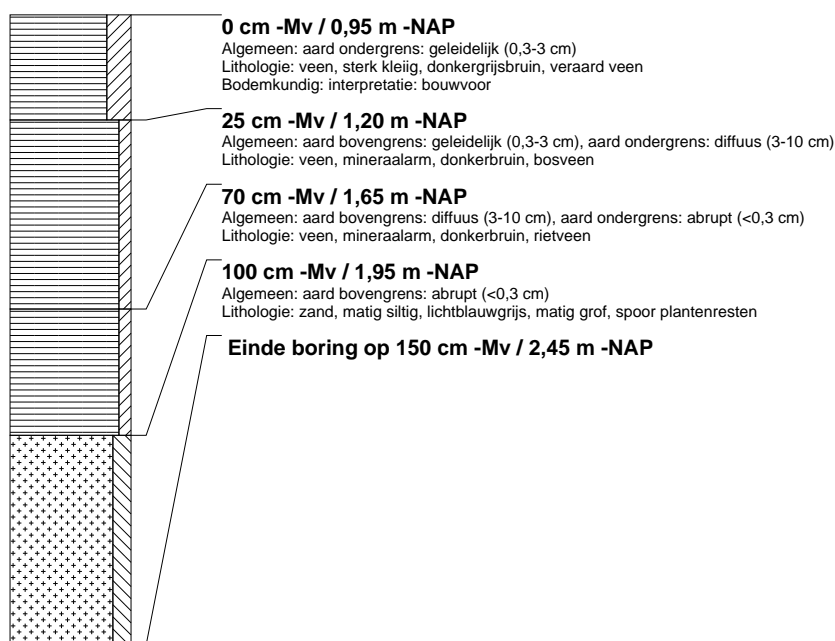 0 cm -Mv / 0,95 m -NAP
Algemeen: aard ondergrens: geleidelijk (0,3-3 cm)
Lithologie: veen, sterk kleiig, donkergrijsbruin, veraard veen
Bodemkundig: interpretatie: bouwvoor
25 cm -Mv / 1,20 m -NAP
Algemeen: aard bovengrens: geleidelijk (0,3-3 cm), aard ondergrens: diffuus (3-10 cm)
Lithologie: veen, mineraalarm, donkerbruin, bosveen
70 cm -Mv / 1,65 m -NAP
Algemeen: aard bovengrens: diffuus (3-10 cm), aard ondergrens: abrupt (<0,3 cm)
Lithologie: veen, mineraalarm, donkerbruin, rietveen
100 cm -Mv / 1,95 m -NAP
Algemeen: aard bovengrens: abrupt (<0,3 cm)
Lithologie: zand, matig siltig, lichtblauwgrijs, matig grof, spoor plantenresten
Einde boring op 150 cm -Mv / 2,45 m -NAP